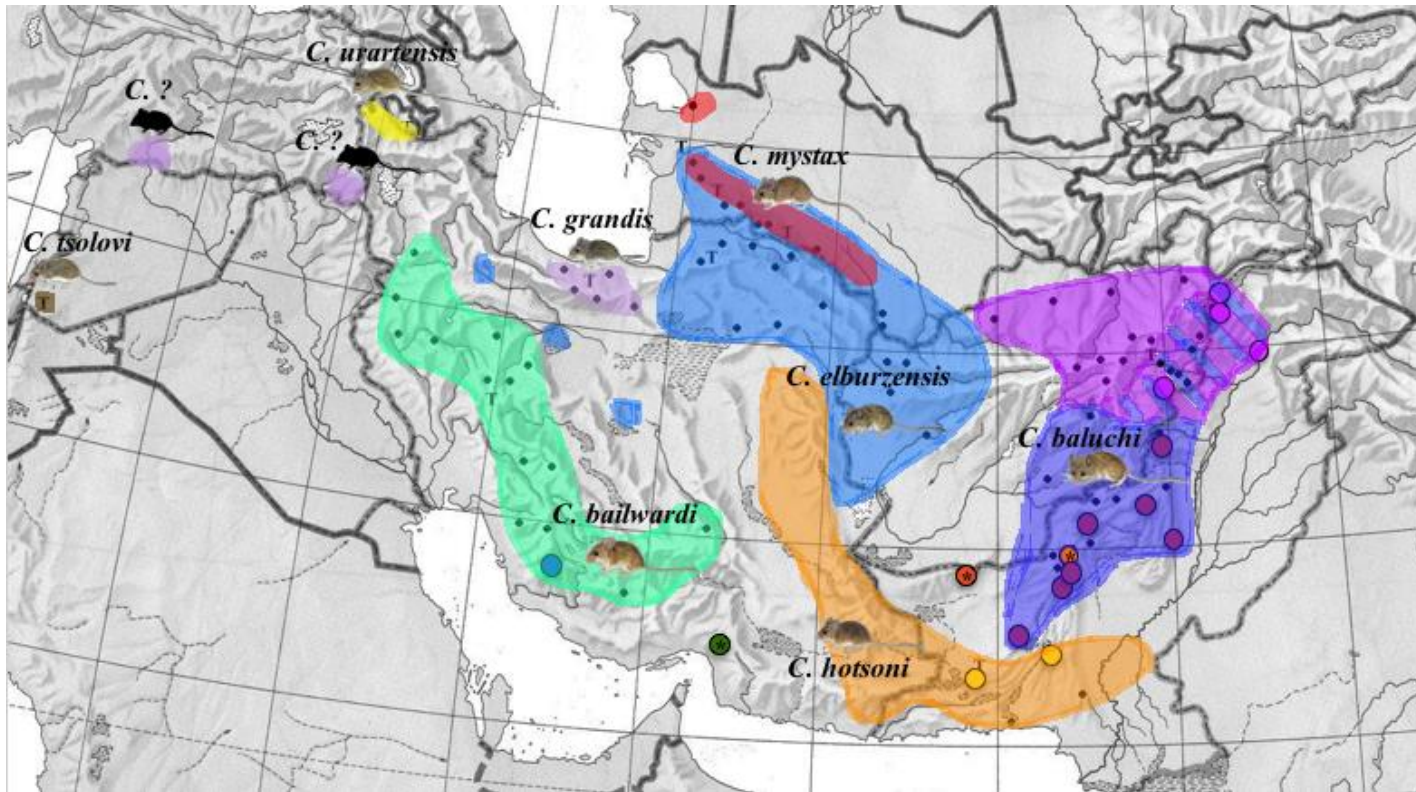 C. urartensis
C. ?
C. ?
T
C. mystax
T
C. grandis
T
T
T
C. tsolovi
T
T
T
C. elburzensis
T
C. baluchi
C. bailwardi
*
*
*
C. hotsoni